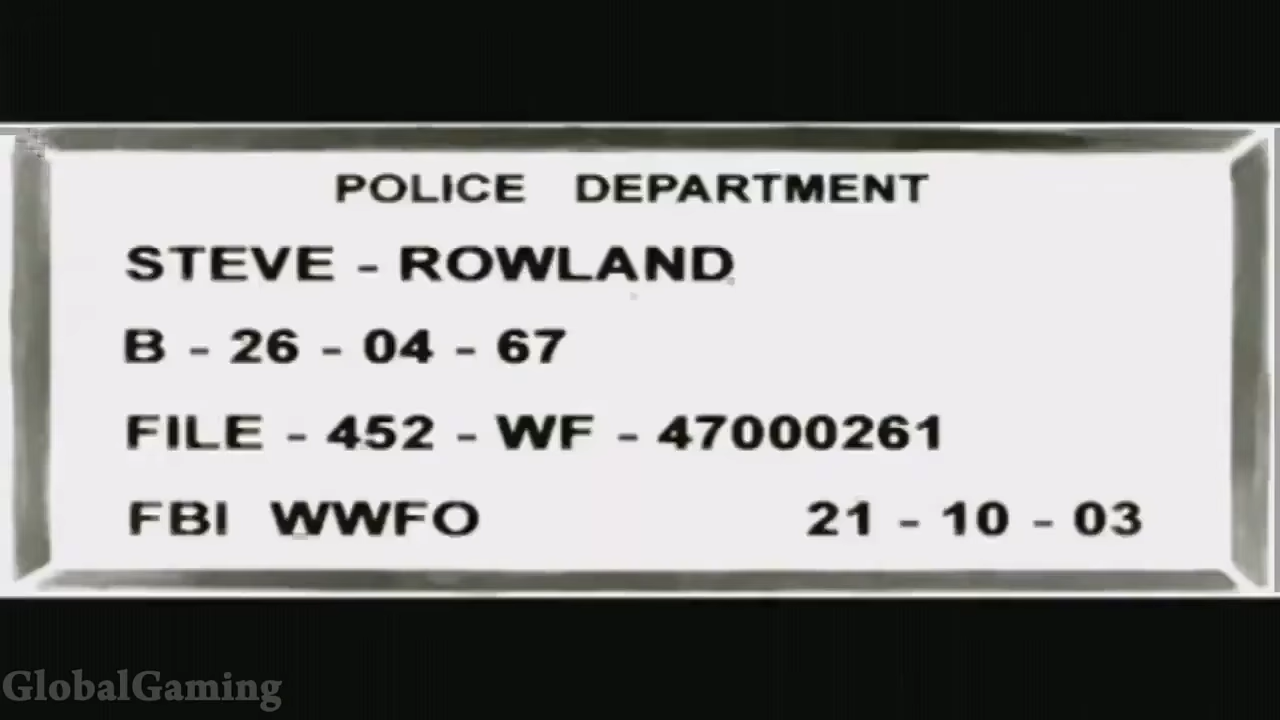 POLICE DEPARTMENT
STEVE - ROWLAND
B - 26 - 04 - 67
FILE - 452 - WF - 47000261
FBI WWFO 21 - 10 - 03
GlobalGaming